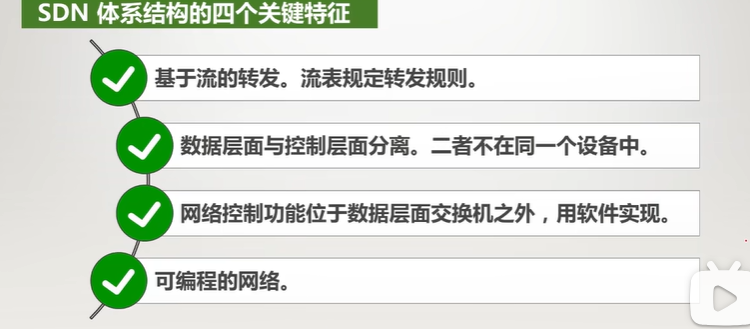 SDN 体系结构的四个关键特征
基于流的转发。流表规定转发规则。
数据层面与控制层面分离。二者不在同一个设备中。
网络控制功能位于数据层面交换机之外，用软件实现。
可编程的网络。